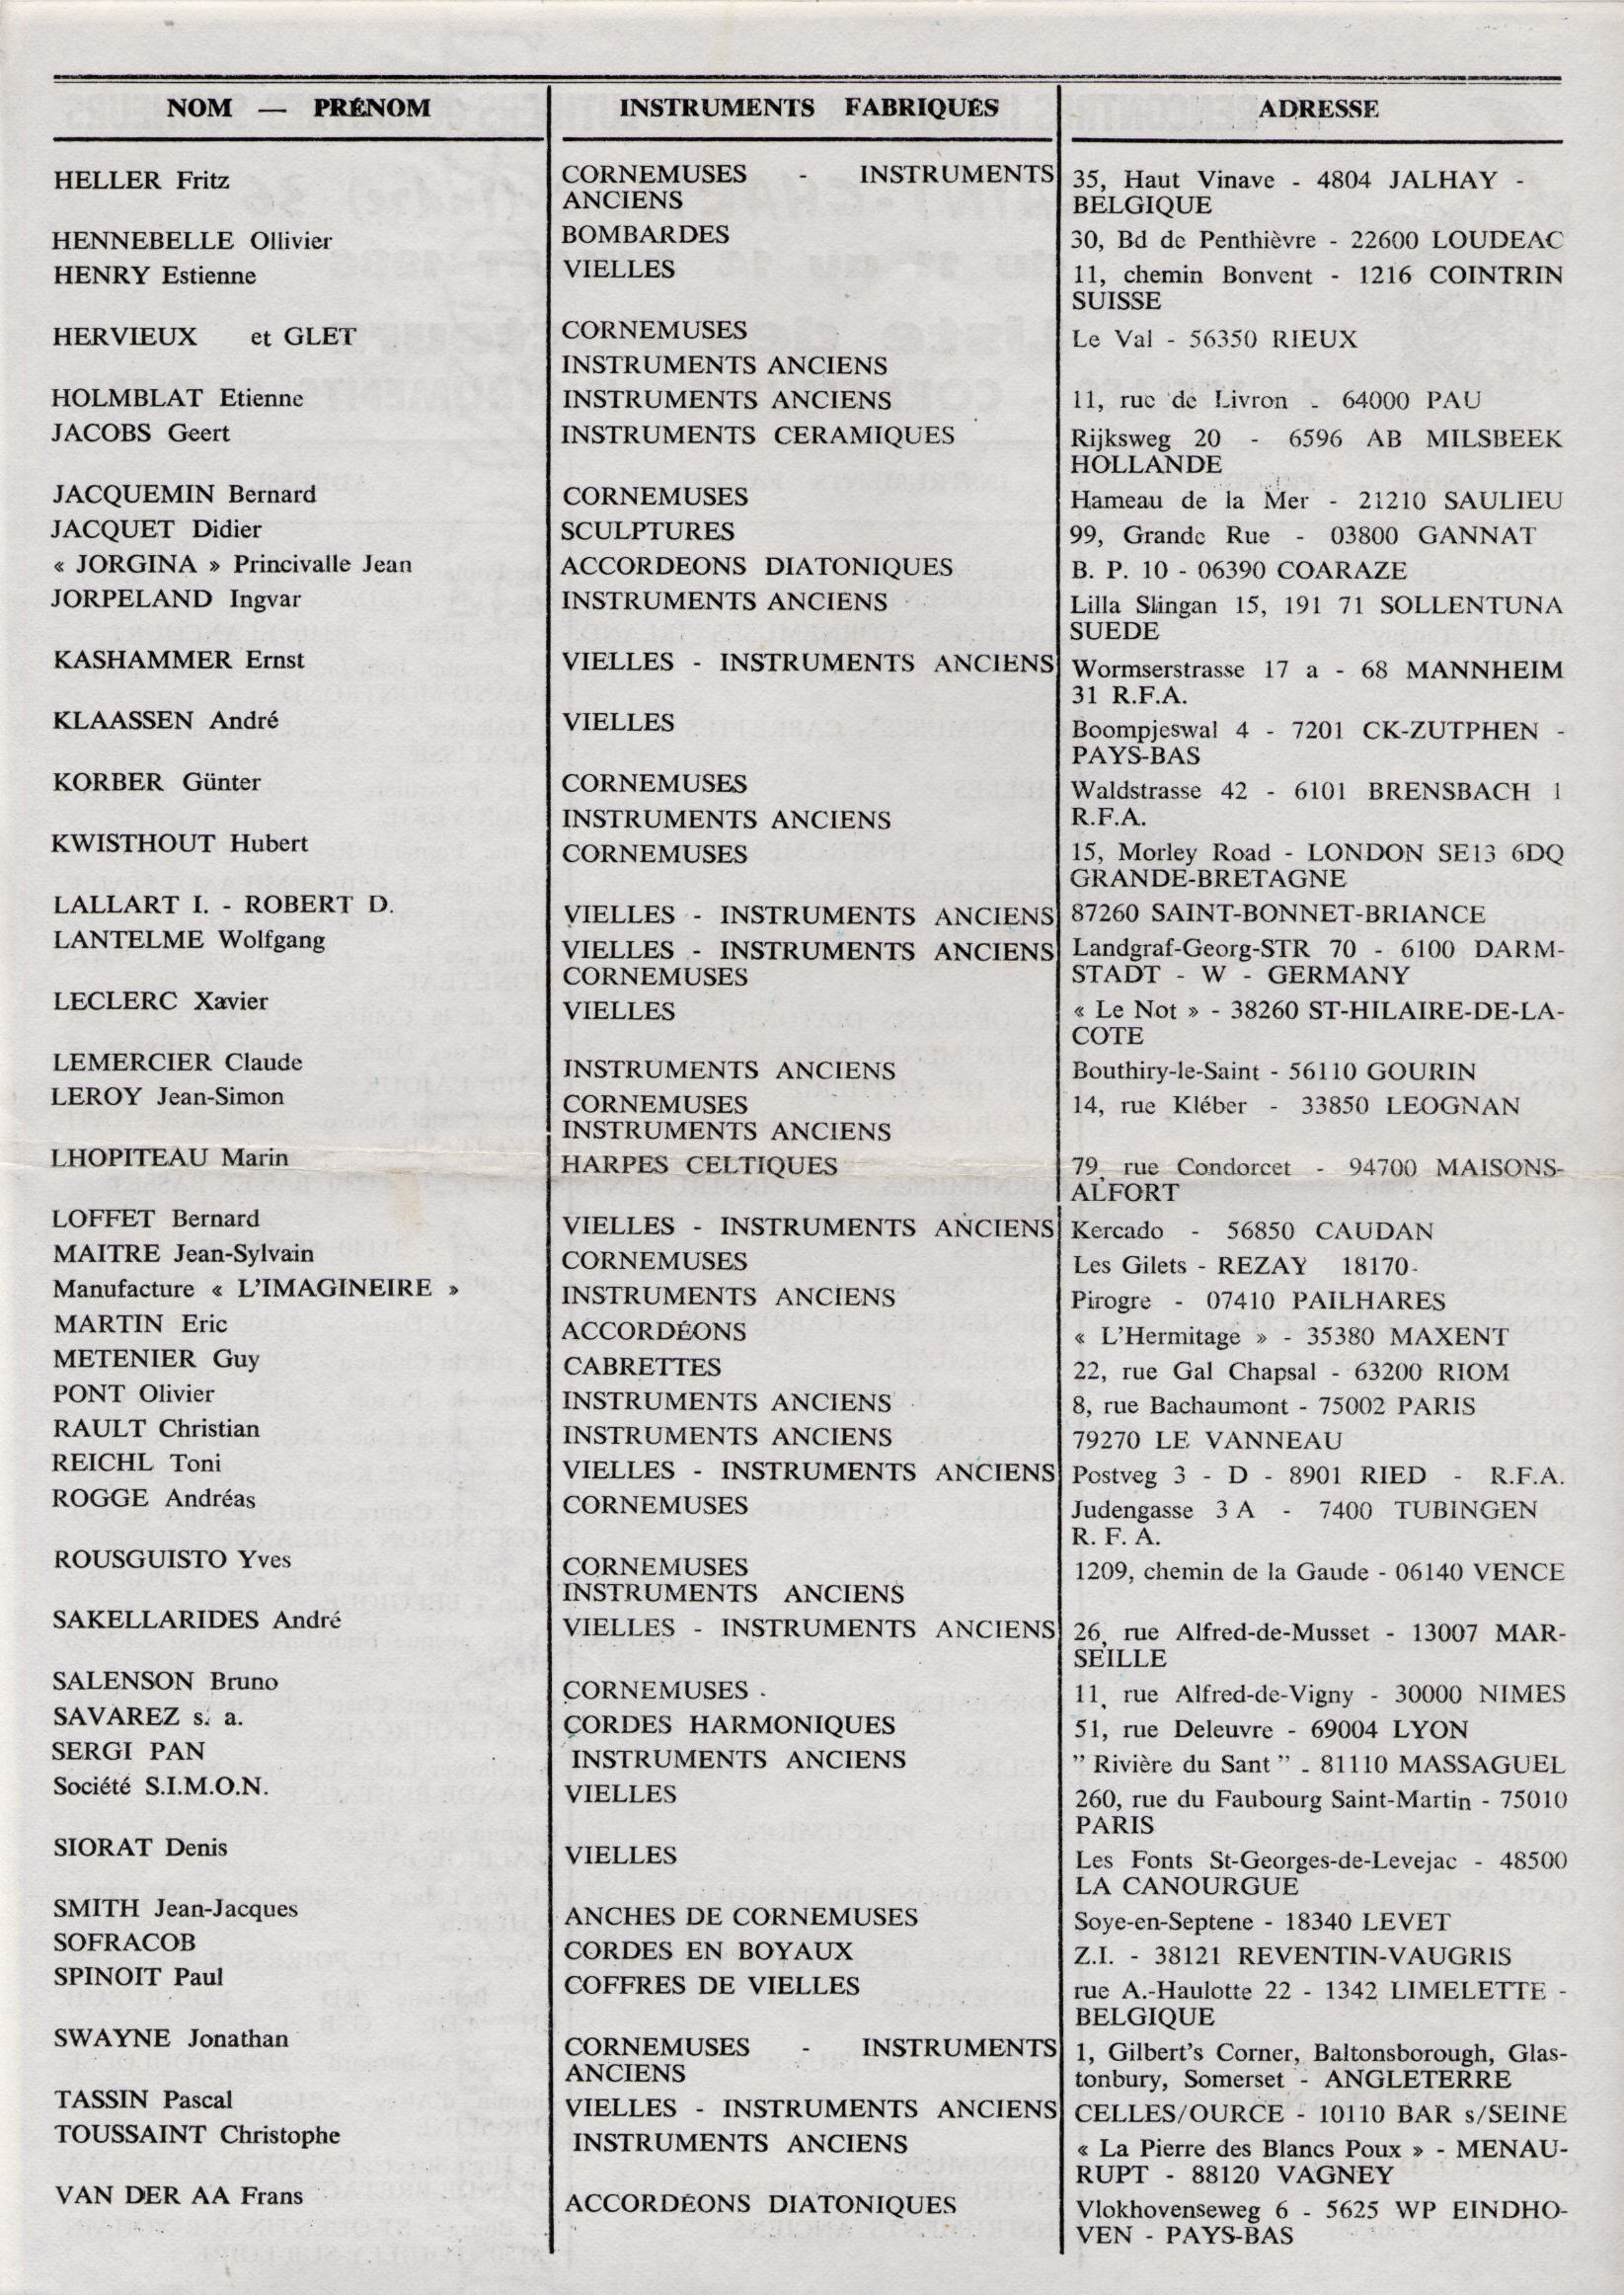 NOM — PRÉNOM INSTRUMENTS FABRIQUÉS ADRESSE
HELLER Fritz CORNEMUSES - INSTRUMENTS 35, Haut Vinave - 4804 JALHAY -
ANCIENS BELGIQUE
HENNEBELLE Ollivier BOMBARDES 30, Bd de Penthièvre - 22600 LOUDEAC
HENRY Estienne VIELLES 11, chemin Bonvent - 1216 COINTRIN
SUISSE
HERVIEUX et GLET CORNEMUSES Le Val - 56350 RIEUX
INSTRUMENTS ANCIENS
HOLMBLAT Etienne INSTRUMENTS ANCIENS 11, rue de Livron - 64000 PAU
JACOBS Geert INSTRUMENTS CERAMIQUES Rijksweg 20 - 6596 AB MILSBEEK
HOLLANDE
JACQUEMIN Bernard CORNEMUSES Hameau de la Mer - 21210 SAULIEU
JACQUET Didier SCULPTURES 99, Grande Rue - 03800 GANNAT
« JORGINA » Princivalle Jean ACCORDEONS DIATONIQUES B. P. 10 - 06390 COARAZE
JORPELAND Ingvar INSTRUMENTS ANCIENS Lilla Slingan 15, 191 71 SOLLENTUNA
SUEDE
KASHAMMER Ernst VIELLES - INSTRUMENTS ANCIENS Wormserstrasse 17 a - 68 MANNHEIM
31 R.F.A.
KLAASSEN André VIELLES Boompjeswal 4 - 7201 CK-ZUTPHEN -
PAYS-BAS
KORBER Günter CORNEMUSES Waldstrasse 42 - 6101 BRENSBACH 1
INSTRUMENTS ANCIENS R.F.A.
KWISTHOUT Hubert CORNEMUSES 15, Morley Road - LONDON SE13 6DQ
GRANDE-BRETAGNE
LALLART I. - ROBERT D. VIELLES - INSTRUMENTS ANCIENS 87260 SAINT-BONNET-BRIANCE
LANTELME Wolfgang VIELLES - INSTRUMENTS ANCIENS Landgraf-Georg-STR 70 - 6100 DARM-
CORNEMUSES STADT - W - GERMANY
LECLERC Xavier VIELLES « Le Not » - 38260 ST-HILAIRE-DE-LA-
COTE
LEMERCIER Claude INSTRUMENTS ANCIENS Bouthiry-le-Saint - 56110 GOURIN
LEROY Jean-Simon CORNEMUSES 14, rue Kléber - 33850 LEOGNAN
INSTRUMENTS ANCIENS
LHOPITEAU Marin HARPES CELTIQUES 79, rue Condorcet - 94700 MAISONS-
ALFORT
LOFFET Bernard VIELLES - INSTRUMENTS ANCIENS Kercado - 56850 CAUDAN
MAITRE Jean-Sylvain CORNEMUSES Les Gilets - REZAY 18170-
Manufacture « L'IMAGINEIRE » INSTRUMENTS ANCIENS Pirogre - 07410 PAILHARES
MARTIN Eric ACCORDÉONS « L'Hermitage » - 35380 MAXENT
METENIER Guy CABRETTES 22, rue Gal Chapsal - 63200 RIOM
PONT Olivier INSTRUMENTS ANCIENS 8, rue Bachaumont - 75002 PARIS
RAULT Christian INSTRUMENTS ANCIENS 79270 LE VANNEAU
REICHL Toni VIELLES - INSTRUMENTS ANCIENS Postveg 3 - D - 8901 RIED - R.F.A.
ROGGE Andréas CORNEMUSES Judengasse 3 A - 7400 TUBINGEN
R. F. A.
ROUSGUISTO Yves CORNEMUSES 1209, chemin de la Gaude - 06140 VENCE
INSTRUMENTS ANCIENS
SAKELLARIDES André VIELLES - INSTRUMENTS ANCIENS 26, rue Alfred-de-Musset - 13007 MAR-
SEILLE
SALENSON Bruno CORNEMUSES 11, rue Alfred-de-Vigny - 30000 NIMES
SAVAREZ s. a. CORDES HARMONIQUES 51, rue Deleuvre - 69004 LYON
SERGI PAN INSTRUMENTS ANCIENS " Rivière du Sant " - 81110 MASSAGUEL
Société S.I.M.O.N. VIELLES 260, rue du Faubourg Saint-Martin - 75010
PARIS
SIORAT Denis VIELLES Les Fonts St-Georges-de-Levejac - 48500
LA CANOURGUE
SMITH Jean-Jacques ANCHES DE CORNEMUSES Soye-en-Septene - 18340 LEVET
SOFRACOB CORDES EN BOYAUX Z.I. - 38121 REVENTIN-VAUGRIS
SPINOIT Paul COFFRES DE VIELLES rue A.-Haulotte 22 - 1342 LIMELETTE -
BELGIQUE
SWAYNE Jonathan CORNEMUSES - INSTRUMENTS 1, Gilbert's Corner, Baltonsborough, Glas-
ANCIENS tonbury, Somerset - ANGLETERRE
TASSIN Pascal VIELLES - INSTRUMENTS ANCIENS CELLES/OURCE - 10110 BAR s/SEINE
TOUSSAINT Christophe INSTRUMENTS ANCIENS « La Pierre des Blancs Poux » - MENAU-
RUPT - 88120 VAGNEY
VAN DER AA Frans ACCORDÉONS DIATONIQUES Vlokhovenseweg 6 - 5625 WP EINDHO-
VEN - PAYS-BAS